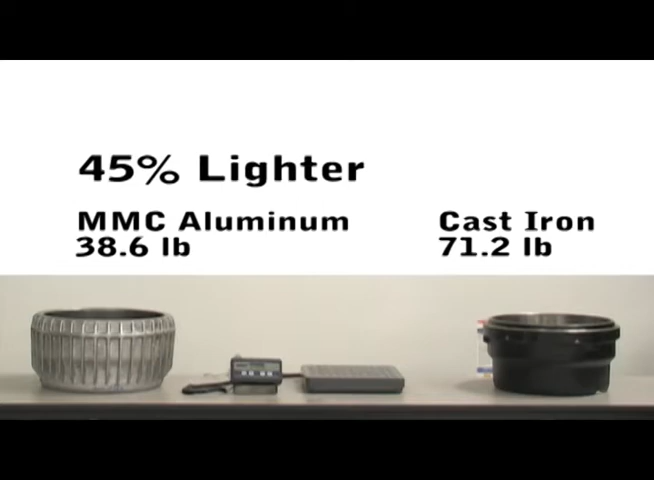 45% Lighter
MMC Aluminum
38.6 lb
Cast Iron
71.2 lb